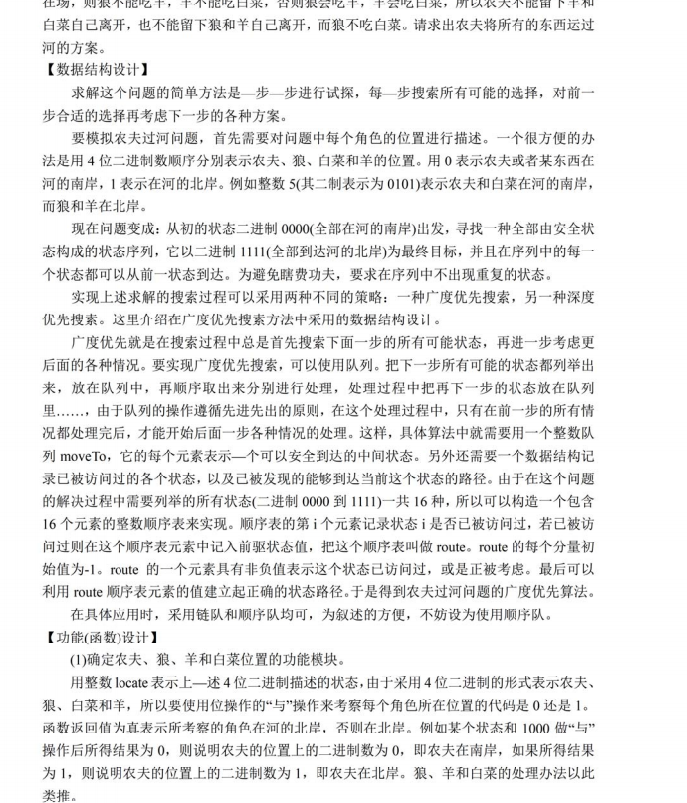 在场，则狼不能吃羊，羊不能吃白菜，否则狼会吃羊，羊会吃白菜，所以农夫不能留下羊和
白菜自己离开，也不能留下狼和羊自己离开，而狼不吃白菜。请求出农夫将所有的东西运过
河的方案。
【数据结构设计】
求解这个问题的简单方法是一步一步进行试探，每一步搜索所有可能的选择，对前一
步合适的选择再考虑下一步的各种方案。
要模拟农夫过河问题，首先需要对问题中每个角色的位置进行描述。一个很方便的办
法是用 4 位二进制数顺序分别表示农夫、狼、白菜和羊的位置。用 0 表示农夫或者某东西在
河的南岸，1 表示在河的北岸。例如整数 5(其二制表示为 0101)表示农夫和白菜在河的南岸，
而狼和羊在北岸。
现在问题变成：从初的状态二进制 0000(全部在河的南岸)出发，寻找一种全部由安全状
态构成的状态序列，它以二进制 1111(全部到达河的北岸)为最终目标，并且在序列中的每一
个状态都可以从前一状态到达。为避免瞎费功夫，要求在序列中不出现重复的状态。
实现上述求解的搜索过程可以采用两种不同的策略：一种广度优先搜索，另一种深度
优先搜索。这里介绍在广度优先搜索方法中采用的数据结构设计。
广度优先就是在搜索过程中总是首先搜索下面一步的所有可能状态，再进一步考虑更
后面的各种情况。要实现广度优先搜索，可以使用队列。把下一步所有可能的状态都列举出
来，放在队列中，再顺序取出来分别进行处理，处理过程中把再下一步的状态放在队列
里……，由于队列的操作遵循先进先出的原则，在这个处理过程中，只有在前一步的所有情
况都处理完后，才能开始后面一步各种情况的处理。这样，具体算法中就需要用一个整数队
列 moveTo，它的每个元素表示一个可以安全到达的中间状态。另外还需要一个数据结构记
录已被访问过的各个状态，以及己被发现的能够到达当前这个状态的路径。由于在这个问题
的解决过程中需要列举的所有状态(二进制 0000 到 1111)一共 16 种，所以可以构造一个包含
16 个元素的整数顺序表来实现。顺序表的第 i 个元素记录状态 i 是否已被访问过，若已被访
问过则在这个顺序表元素中记入前驱状态值，把这个顺序表叫做 route。route 的每个分量初
始值为-1。route 的一个元素具有非负值表示这个状态已访问过，或是正被考虑。最后可以
利用 route 顺序表元素的值建立起正确的状态路径。于是得到农夫过河问题的广度优先算法。
在具体应用时，采用链队和顺序队均可，为叙述的方便，不妨设为使用顺序队。
【功能(函数)设计】
(1)确定农夫、狼、羊和白菜位置的功能模块。
用整数 locate 表示上—述 4 位二进制描述的状态，由于采用 4 位二进制的形式表示农夫、
狼、白菜和羊，所以要使用位操作的“与”操作来考察每个角色所在位置的代码是 0 还是 1。
函数返回值为真表示所考察的角色在河的北岸，否则在北岸。例如某个状态和 1000 做“与”
操作后所得结果为 0，则说明农夫的位置上的二进制数为 0，即农夫在南岸，如果所得结果
为 1，则说明农夫的位置上的二进制数为 1，即农夫在北岸。狼、羊和白菜的处理办法以此
类推。